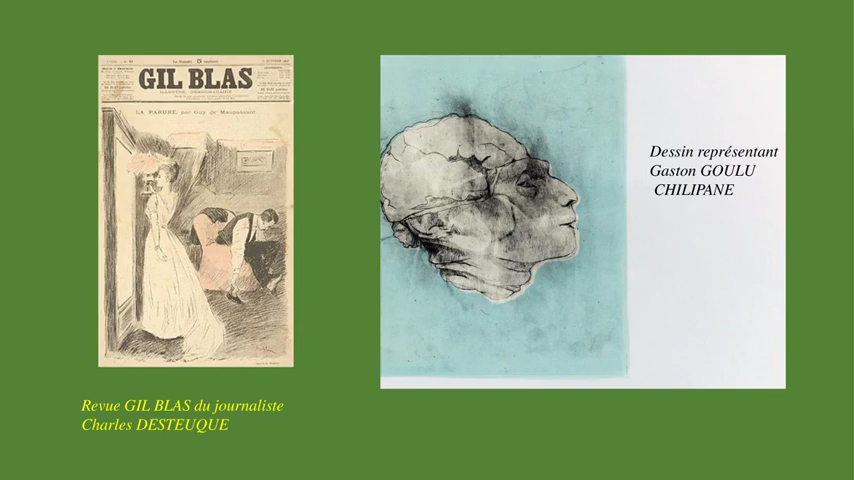 GIL BLAS
LA PARURE, par Guy de Maupassant
Revue GIL BLAS du journaliste
Charles DESTEUQUE
Dessin représentant
Gaston GOULU
CHILIPANE